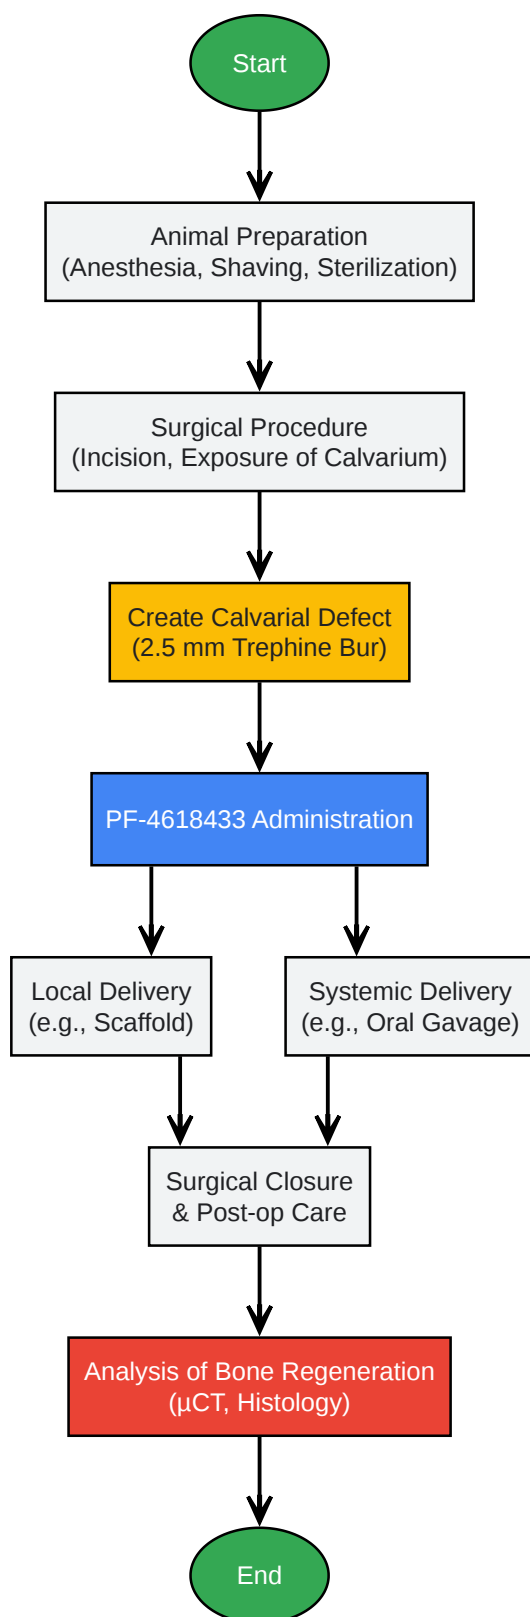 Start
Animal Preparation
(Anesthesia, Shaving, Sterilization)
Surgical Procedure
(Incision, Exposure of Calvarium)
Create Calvarial Defect
(2.5 mm Trephine Bur)
PF-4618433 Administration
Local Delivery
(e.g., Scaffold)
Systemic Delivery
(e.g., Oral Gavage)
Surgical Closure
& Post-op Care
Analysis of Bone Regeneration
(µCT, Histology)
End